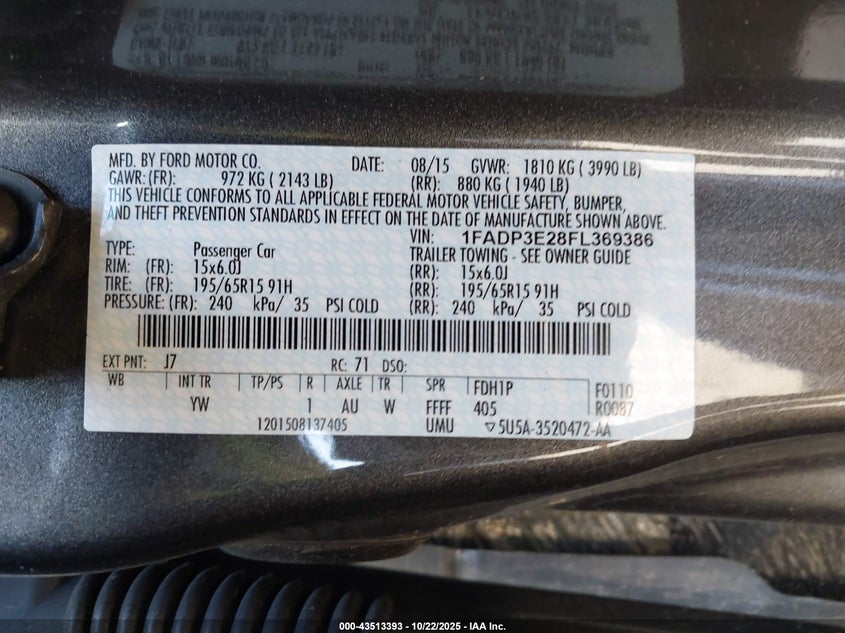 MFD. BY FORD MOTOR CO. DATE: 08/15 GVWR: 1810 KG ( 3990 LB)
GAWR: (FR): 972 KG ( 2143 LB) (RR): 880 KG ( 1940 LB)
THIS VEHICLE CONFORMS TO ALL APPLICABLE FEDERAL MOTOR VEHICLE SAFETY, BUMPER,
AND THEFT PREVENTION STANDARDS IN EFFECT ON THE DATE OF MANUFACTURE SHOWN ABOVE.
VIN: 1FADP3E28FL369386
TYPE: Passenger Car TRAILER TOWING - SEE OWNER GUIDE
RIM: (FR): 15x6.0J (RR): 15x6.0J
TIRE: (FR): 195/65R15 91H (RR): 195/65R15 91H
PRESSURE: (FR): 240 kPa/ 35 PSI COLD (RR): 240 kPa/ 35 PSI COLD
EXT PNT: J7 RC: 71 DSO:
WB INT TR TP/PS R AXLE TR SPR FDH1P F0110
YW 1 AU W FFFF 405 R0087
1201508137405 UMU ▽5U5A-3520472-AA
000-43513393 - 10/22/2025 - IAA Inc.